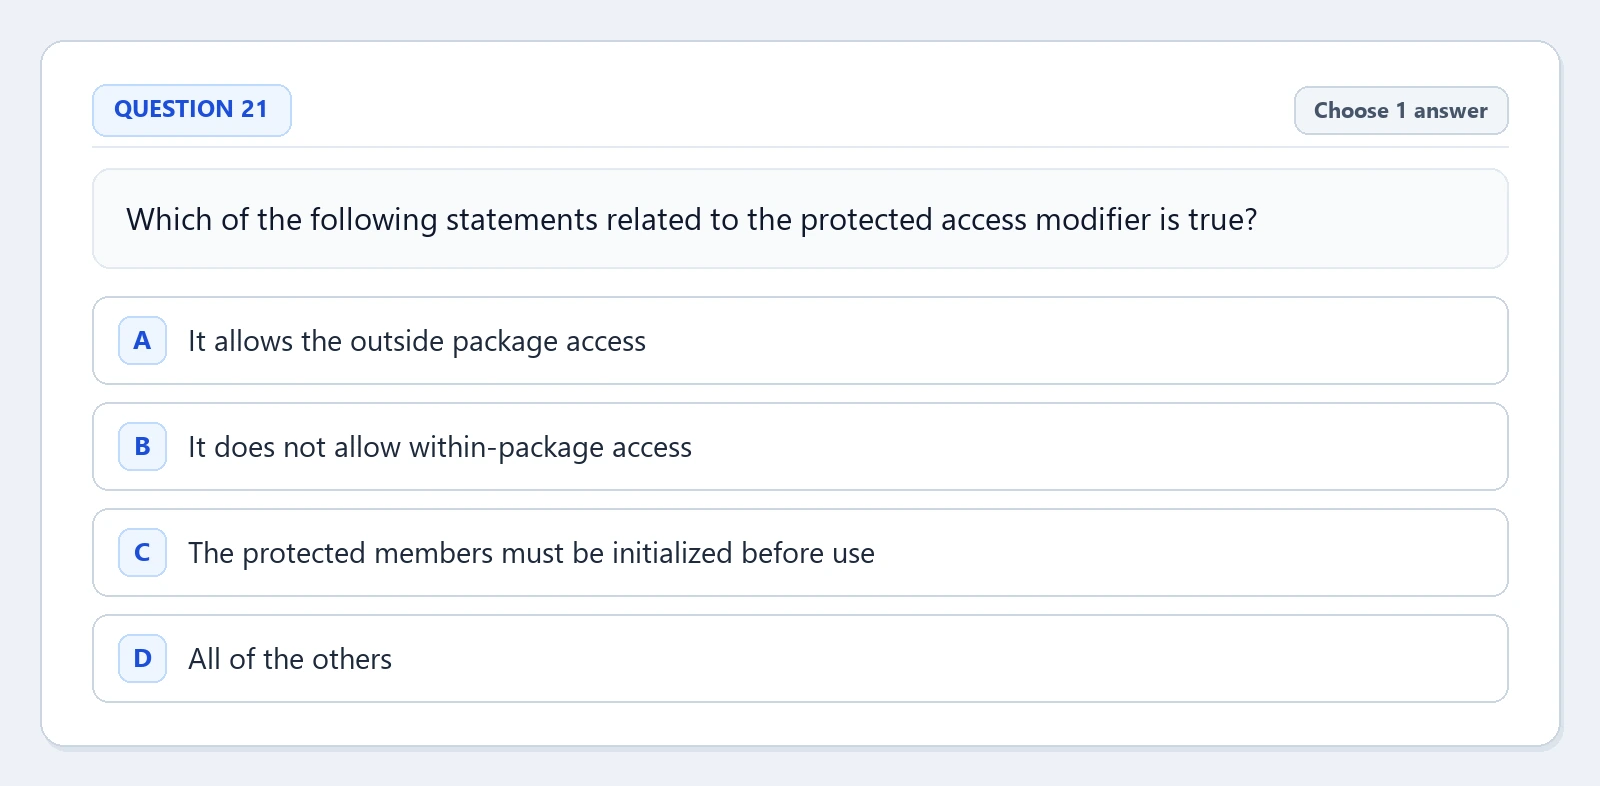 QUESTION 21
Choose 1 answer
Which of the following statements related to the protected access modifier is true?
A It allows the outside package access
B It does not allow within-package access
C The protected members must be initialized before use
D All of the others